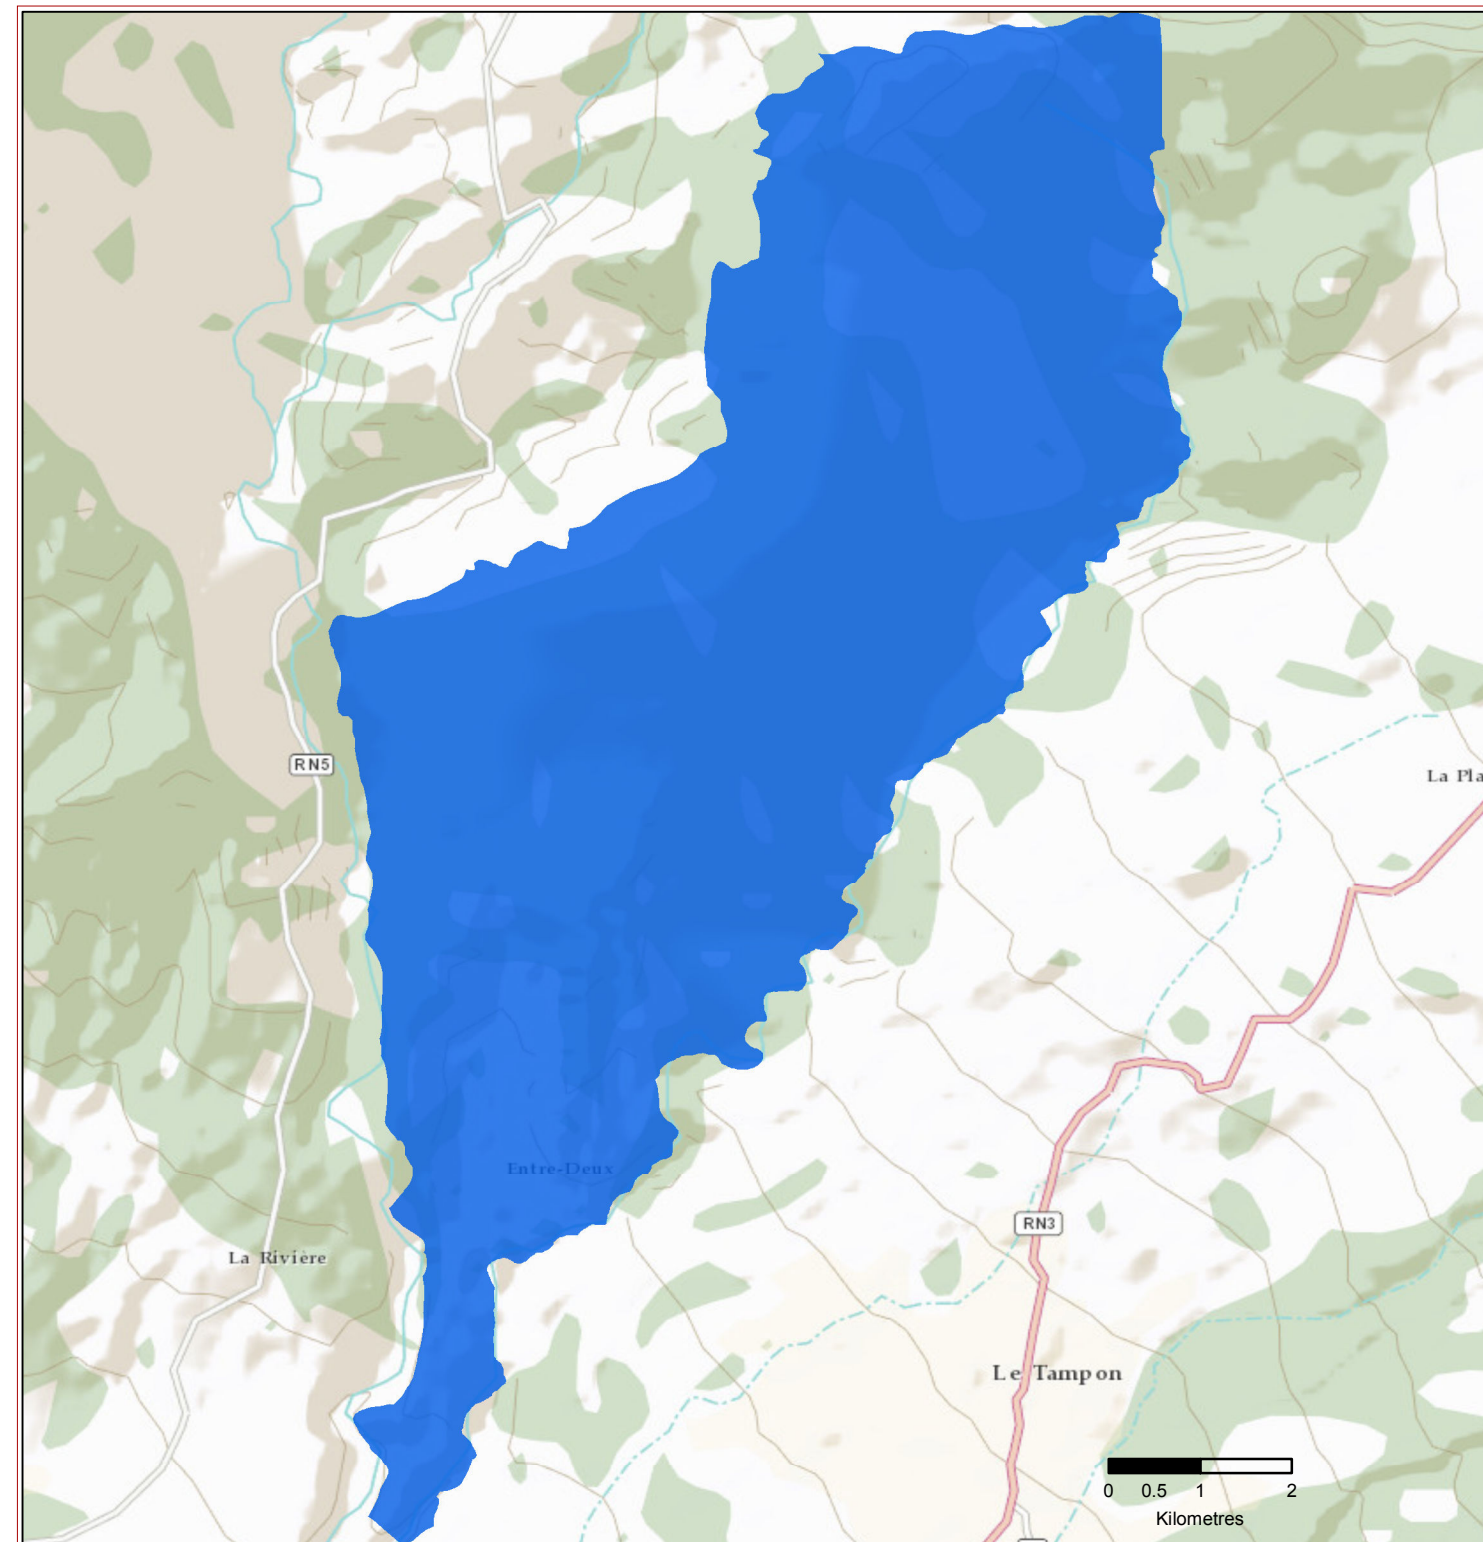 RN5
La Pla
Entre-Deux
RN3
La Rivière
Le Tampon
0 0.5 1 2
Kilometres